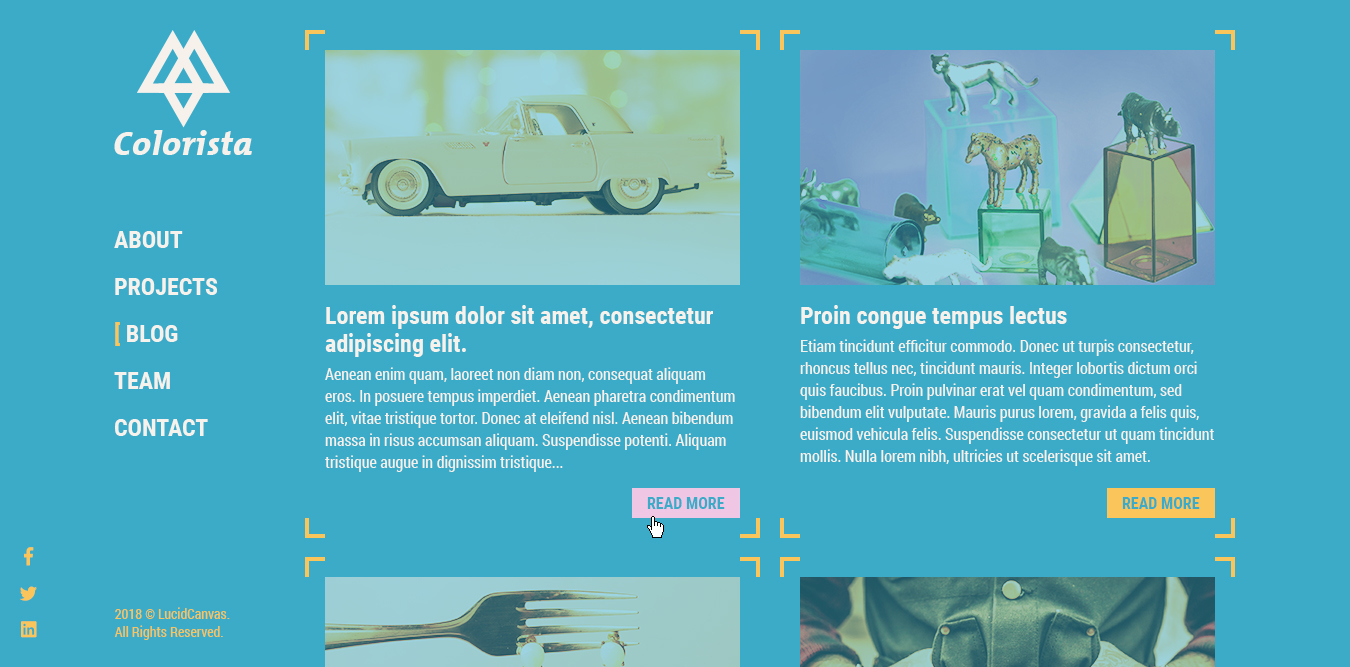 Colorista
ABOUT
PROJECTS
[ BLOG
TEAM
CONTACT
2018 © LucidCanvas.
All Rights Reserved.
Lorem ipsum dolor sit amet, consectetur
adipiscing elit.
Aenean enim quam, laoreet non diam non, consequat aliquam
eros. In posuere tempus imperdiet. Aenean pharetra condimentum
elit, vitae tristique tortor. Donec at eleifend nisl. Aenean bibendum
massa in risus accumsan aliquam. Suspendisse potenti. Aliquam
tristique augue in dignissim tristique...
READ MORE
Proin congue tempus lectus
Etiam tincidunt efficitur commodo. Donec ut turpis consectetur,
rhoncus tellus nec, tincidunt mauris. Integer lobortis dictum orci
quis faucibus. Proin pulvinar erat vel quam condimentum, sed
bibendum elit vulputate. Mauris purus lorem, gravida a felis quis,
euismod vehicula felis. Suspendisse consectetur ut quam tincidunt
mollis. Nulla lorem nibh, ultricies ut scelerisque sit amet.
READ MORE